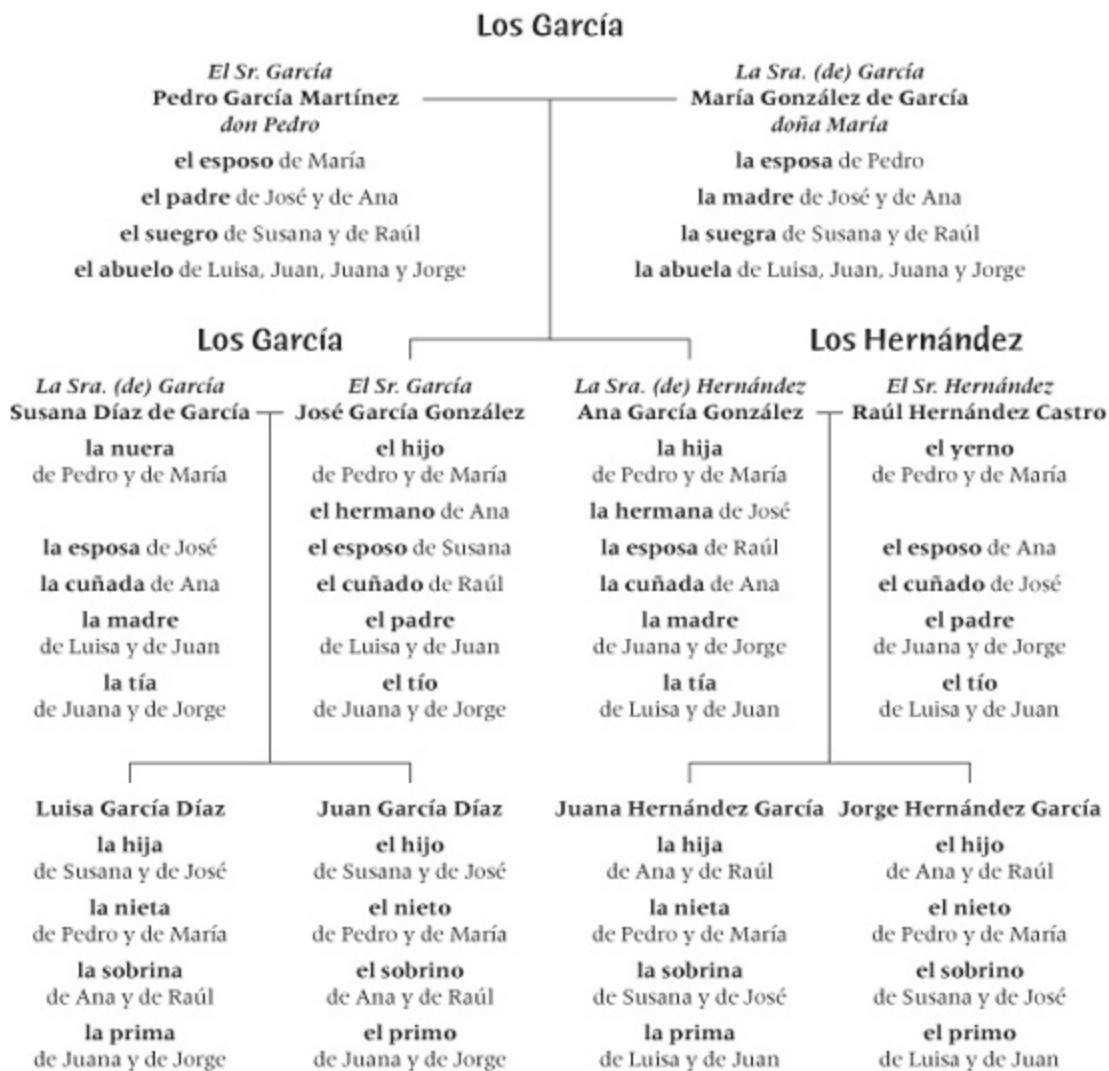 Los García
El Sr. García
Pedro García Martínez
don Pedro
el esposo de María
el padre de José y de Ana
el suegro de Susana y de Raúl
el abuelo de Luisa, Juan, Juana y Jorge
La Sra. (de) García
María González de García
doña María
la esposa de Pedro
la madre de José y de Ana
la suegra de Susana y de Raúl
la abuela de Luisa, Juan, Juana y Jorge
Los García
La Sra. (de) García
Susana Díaz de García
la nuera
de Pedro y de María
la esposa de José
la cuñada de Ana
la madre
de Luisa y de Juan
la tía
de Juana y de Jorge
El Sr. García
José García González
el hijo
de Pedro y de María
el hermano de Ana
el esposo de Susana
el cuñado de Raúl
el padre
de Luisa y de Juan
el tío
de Juana y de Jorge
Los Hernández
La Sra. (de) Hernández
Ana García González
la hija
de Pedro y de María
la hermana de José
la esposa de Raúl
la cuñada de Ana
la madre
de Juana y de Jorge
la tía
de Luisa y de Juan
El Sr. Hernández
Raúl Hernández Castro
el yerno
de Pedro y de María
el esposo de Ana
el cuñado de José
el padre
de Juana y de Jorge
el tío
de Luisa y de Juan
Luisa García Díaz
la hija
de Susana y de José
la nieta
de Pedro y de María
la sobrina
de Ana y de Raúl
la prima
de Juana y de Jorge
Juan García Díaz
el hijo
de Susana y de José
el nieto
de Pedro y de María
el sobrino
de Ana y de Raúl
el primo
de Juana y de Jorge
Juana Hernández García
la hija
de Ana y de Raúl
la nieta
de Pedro y de María
la sobrina
de Susana y de José
la prima
de Luisa y de Juan
Jorge Hernández García
el hijo
de Ana y de Raúl
el nieto
de Pedro y de María
el sobrino
de Susana y de José
el primo
de Luisa y de Juan